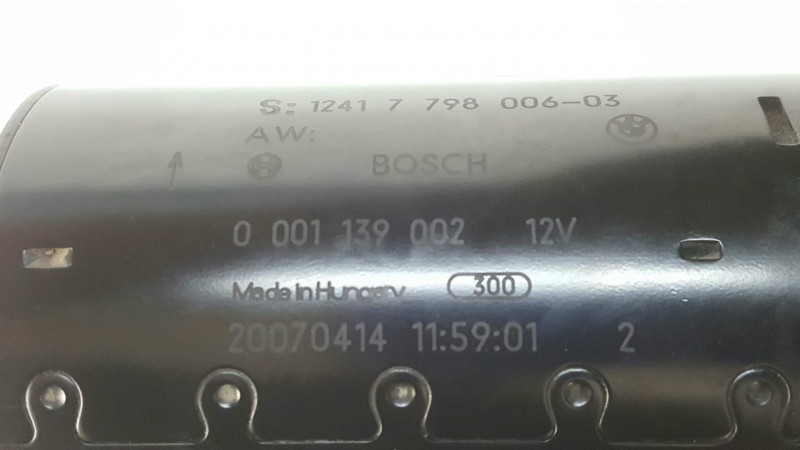 S: 1241 7 798 006-03
AW:
BOSCH
0 001 139 002 12V
Made in Hungary 300
20070414 11:59:01 2